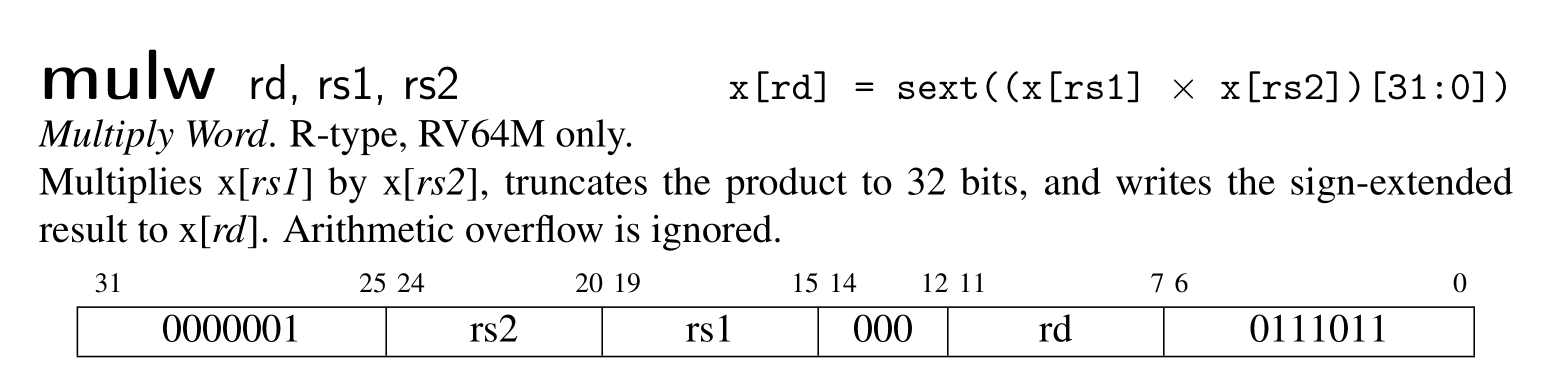 mulw rd, rs1, rs2 x[rd] = sext((x[rs1] × x[rs2])[31:0])
Multiply Word. R-type, RV64M only.
Multiplies x[rs1] by x[rs2], truncates the product to 32 bits, and writes the sign-extended
result to x[rd]. Arithmetic overflow is ignored.
31 25 24 20 19 15 14 12 11 7 6 0
0000001 rs2 rs1 000 rd 0111011